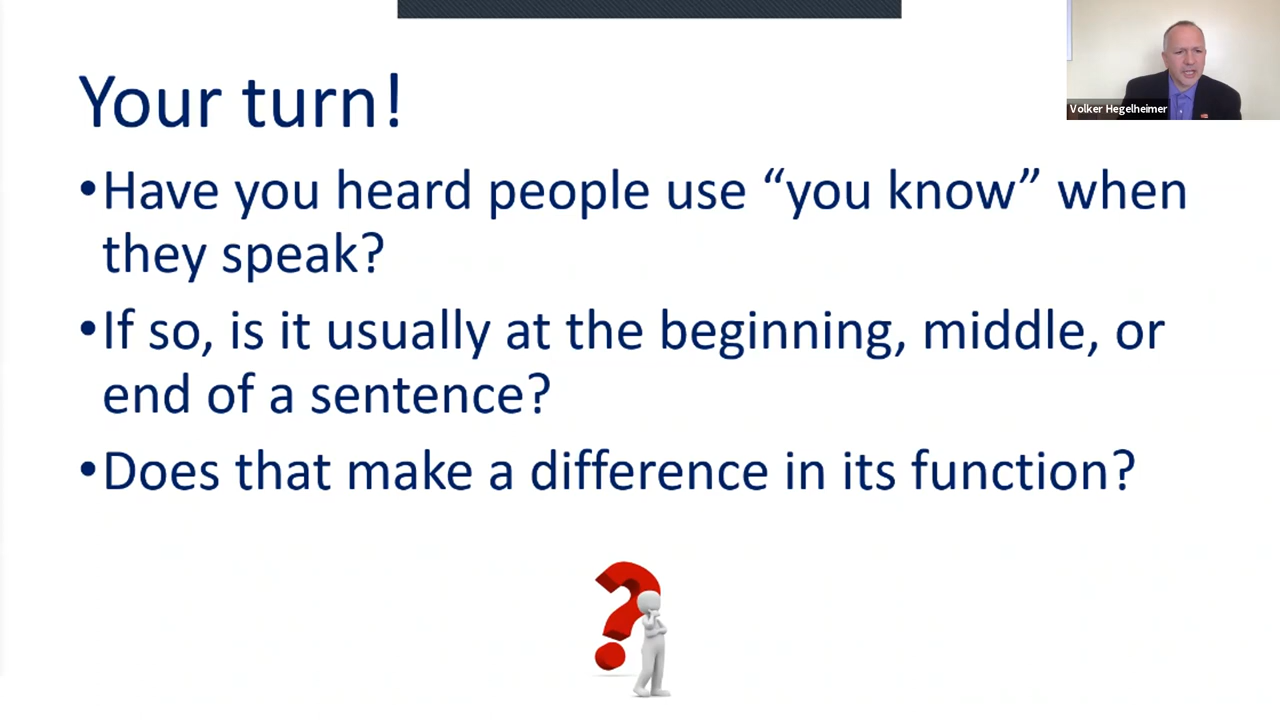 Your turn!
•Have you heard people use “you know” when
they speak?
•If so, is it usually at the beginning, middle, or
end of a sentence?
•Does that make a difference in its function?
Volker Hegelheimer